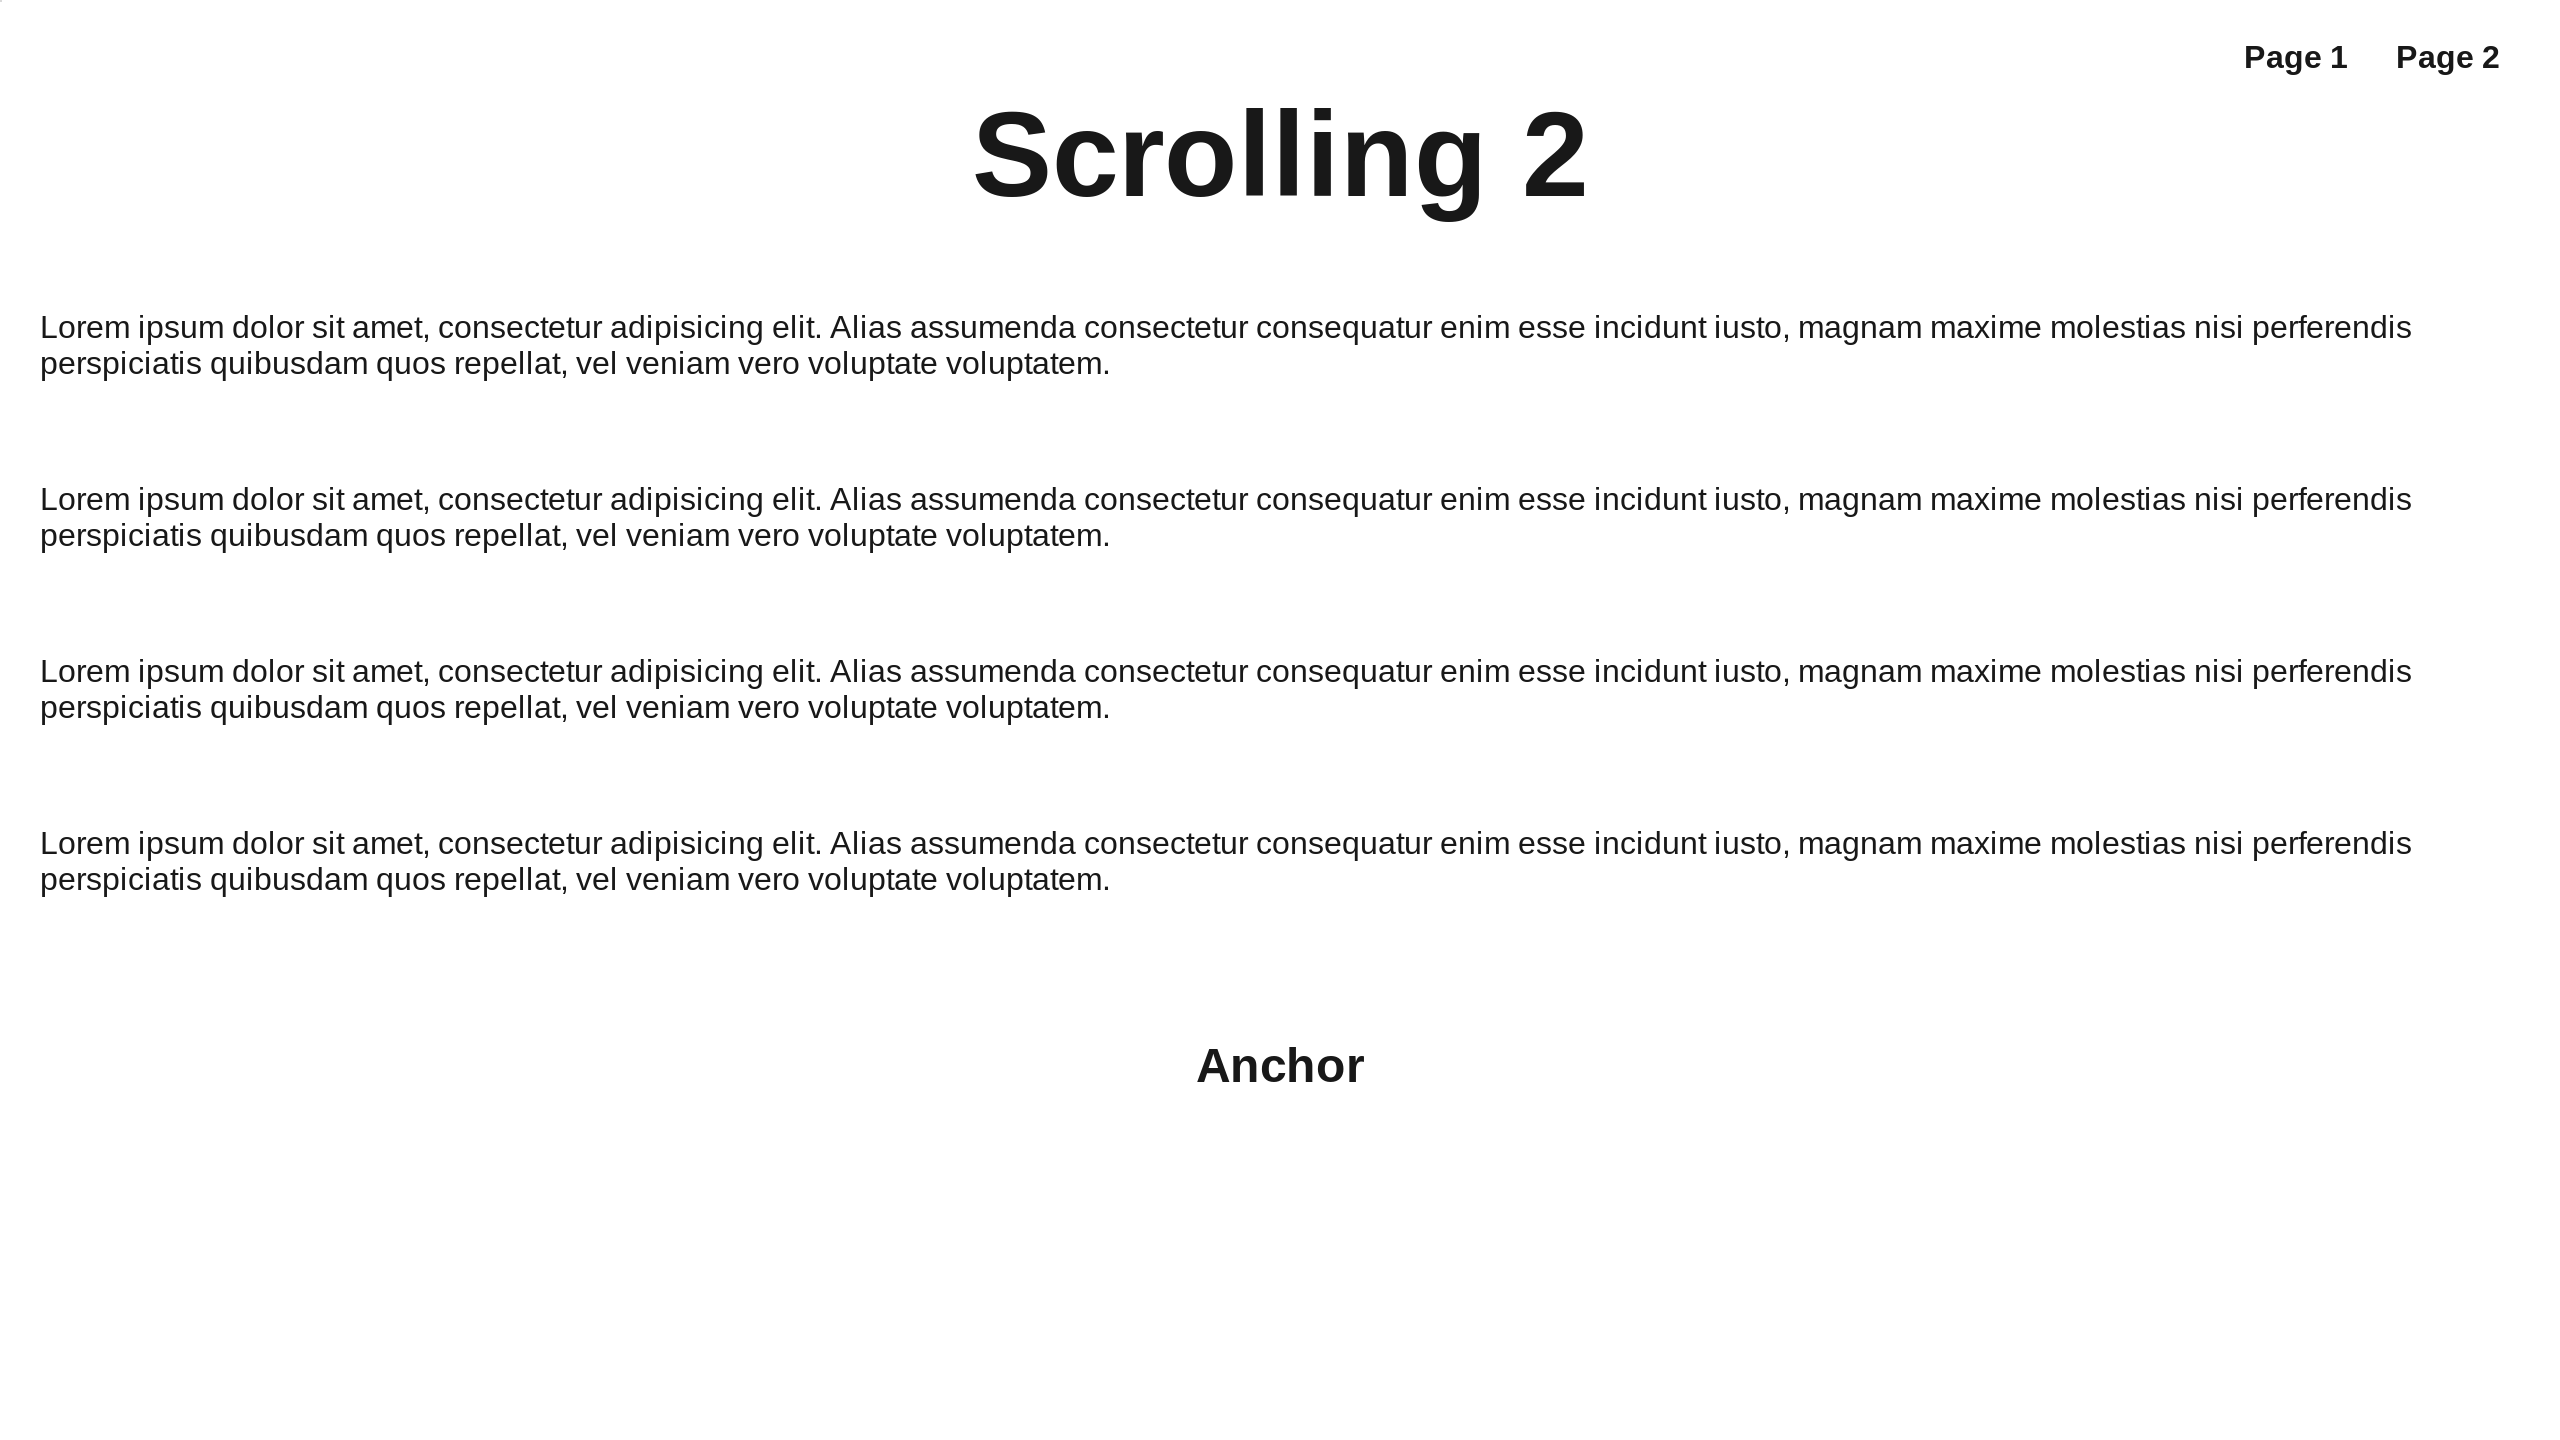 Page 1 Page 2
Scrolling 2
Lorem ipsum dolor sit amet, consectetur adipisicing elit. Alias assumenda consectetur consequatur enim esse incidunt iusto, magnam maxime molestias nisi perferendis
perspiciatis quibusdam quos repellat, vel veniam vero voluptate voluptatem.
Lorem ipsum dolor sit amet, consectetur adipisicing elit. Alias assumenda consectetur consequatur enim esse incidunt iusto, magnam maxime molestias nisi perferendis
perspiciatis quibusdam quos repellat, vel veniam vero voluptate voluptatem.
Lorem ipsum dolor sit amet, consectetur adipisicing elit. Alias assumenda consectetur consequatur enim esse incidunt iusto, magnam maxime molestias nisi perferendis
perspiciatis quibusdam quos repellat, vel veniam vero voluptate voluptatem.
Lorem ipsum dolor sit amet, consectetur adipisicing elit. Alias assumenda consectetur consequatur enim esse incidunt iusto, magnam maxime molestias nisi perferendis
perspiciatis quibusdam quos repellat, vel veniam vero voluptate voluptatem.
Anchor